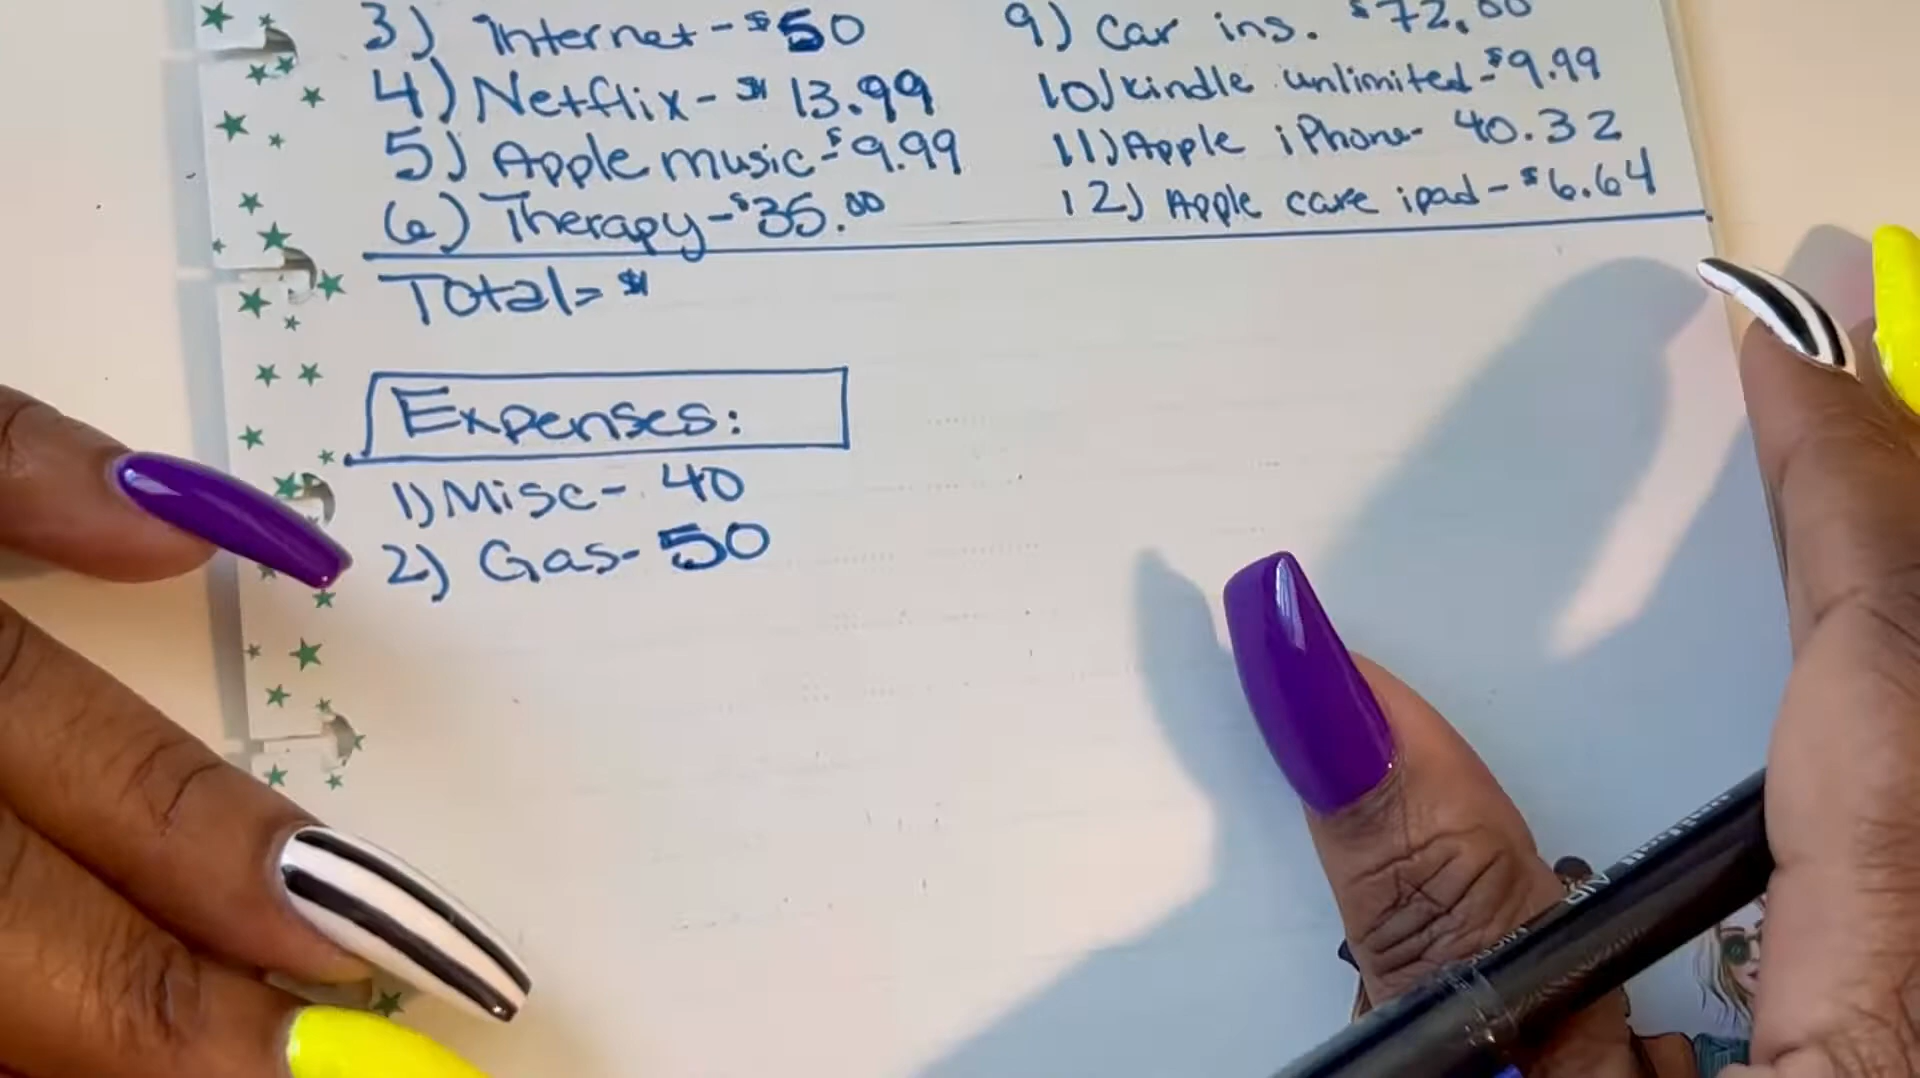 3) Internet - $50
4) Netflix - $13.99
5) Apple music - $9.99
6) Therapy - $35.00
9) Car ins. $72.00
10) Kindle unlimited - $9.99
11) Apple iPhone - 40.32
12) Apple care ipad - $6.64
Total = $
Expenses:
1) Misc - 40
2) Gas - 50